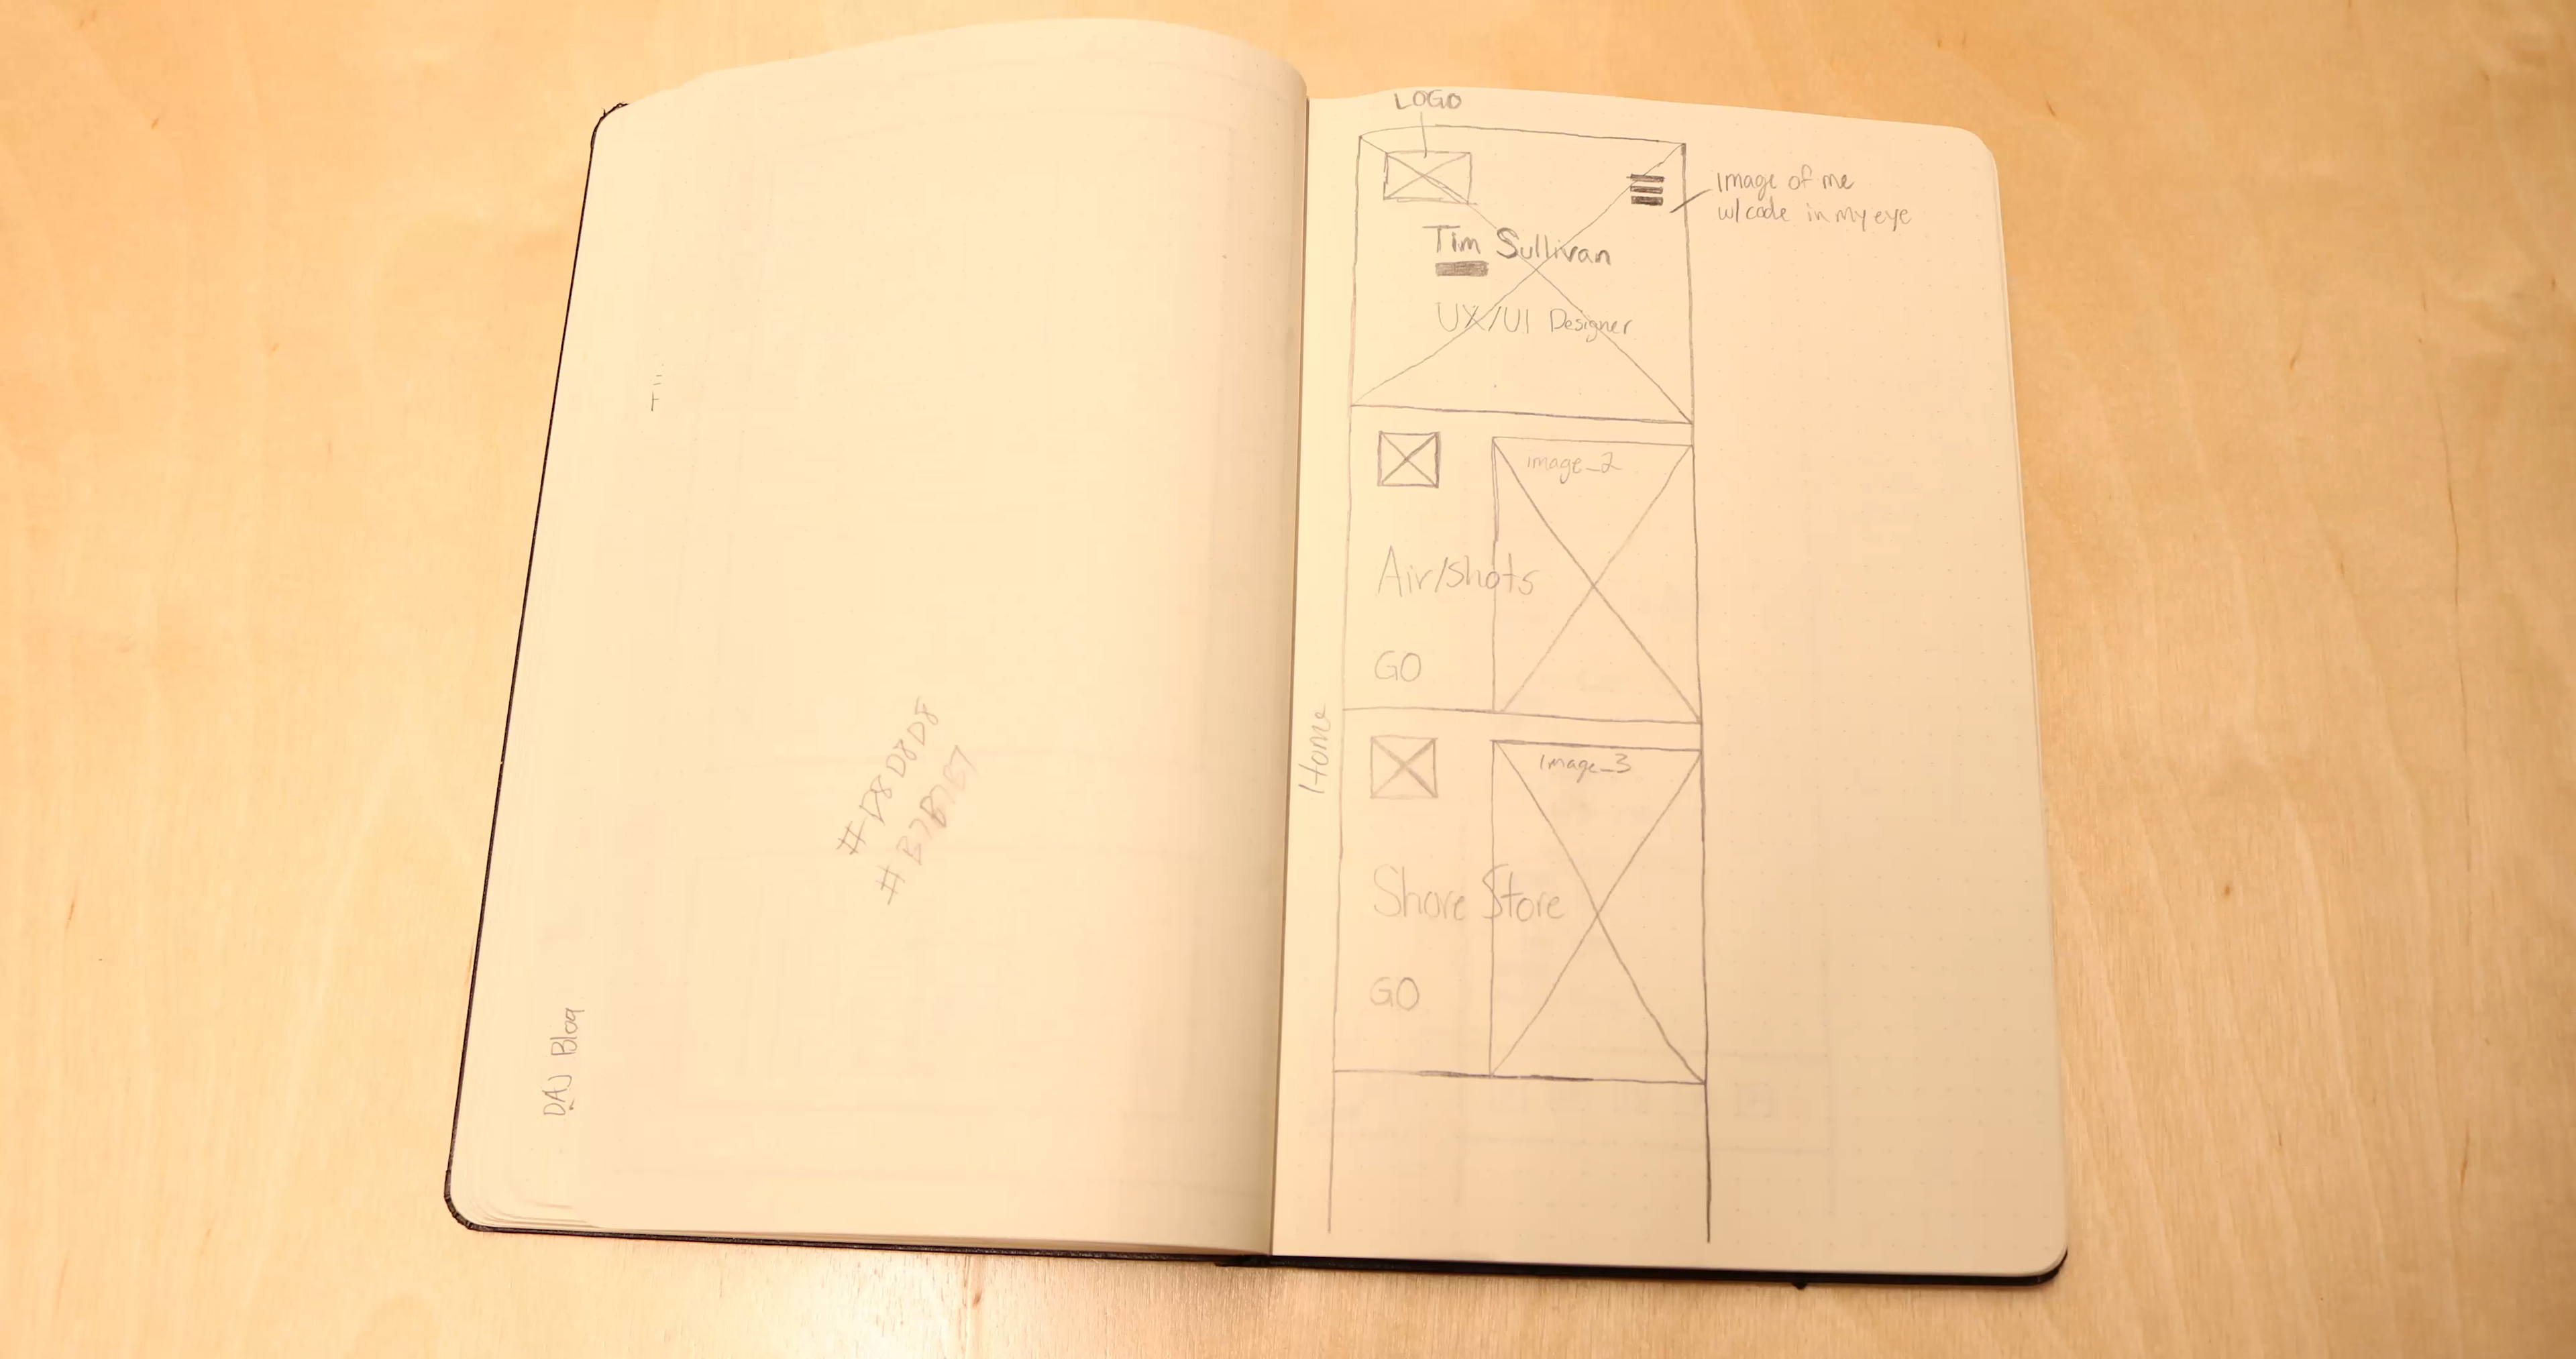 #D8D8D8
#B7B7B7
DAJ Blog
LOGO
Image of me
w/code in my eye
Tim Sullivan
UX/UI Designer
image_2
Air/shots
GO
Home
Image_3
Shore Store
GO